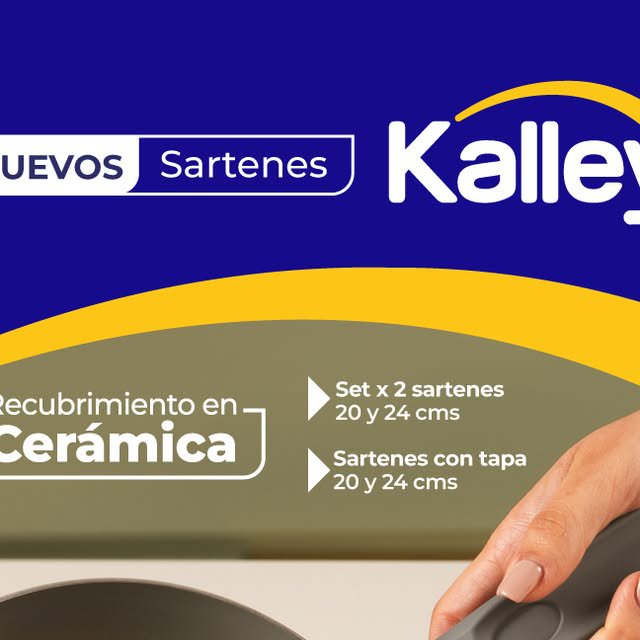 UEVOS Sartenes
Kalley
Recubrimiento en
Cerámica
Set x 2 sartenes
20 y 24 cms
Sartenes con tapa
20 y 24 cms